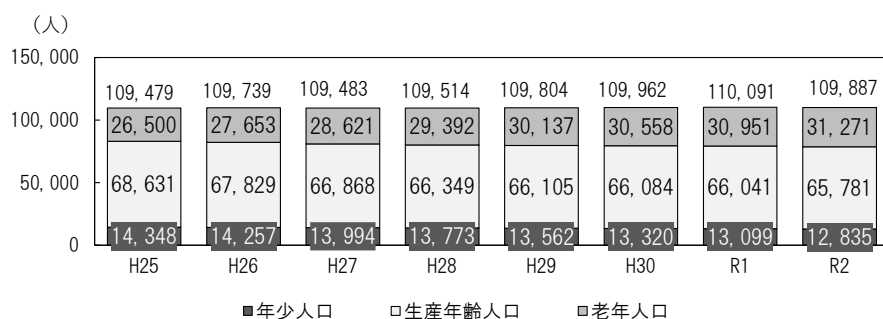 （人）
150,000
109,479 109,739 109,483 109,514 109,804 109,962 110,091 109,887
100,000 26,500 27,653 28,621 29,392 30,137 30,558 30,951 31,271
50,000 68,631 67,829 66,868 66,349 66,105 66,084 66,041 65,781
0 14,348 14,257 13,994 13,773 13,562 13,320 13,099 12,835
H25 H26 H27 H28 H29 H30 R1 R2
■年少人口 □生産年齢人口 ■老年人口